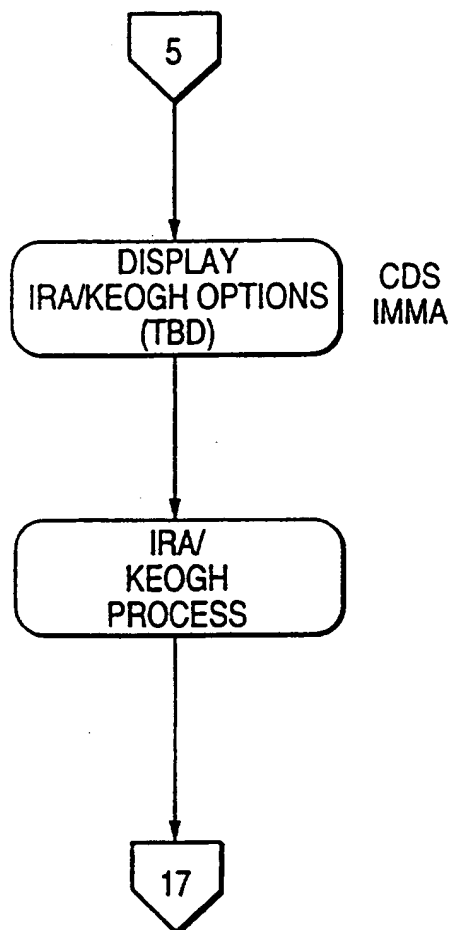 5
DISPLAY
IRA/KEOGH OPTIONS
(TBD)
CDS
IMMA
IRA/
KEOGH
PROCESS
17